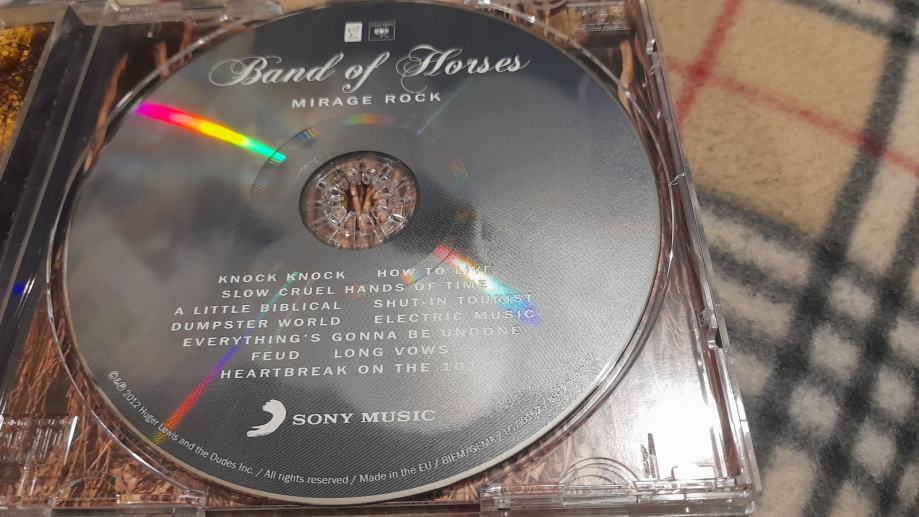 Band of Horses
MIRAGE ROCK
KNOCK KNOCK HOW TO LIVE
SLOW CRUEL HANDS OF TIME
A LITTLE BIBLICAL SHUT-IN TOURIST
DUMPSTER WORLD ELECTRIC MUSIC
EVERYTHING'S GONNA BE UNDONE
FEUD LONG VOWS
HEARTBREAK ON THE 101
SONY MUSIC
©&℗ 2012 Huger Lewis and the Dudes Inc. / All rights reserved / Made in the EU / BIEM/GEMA /